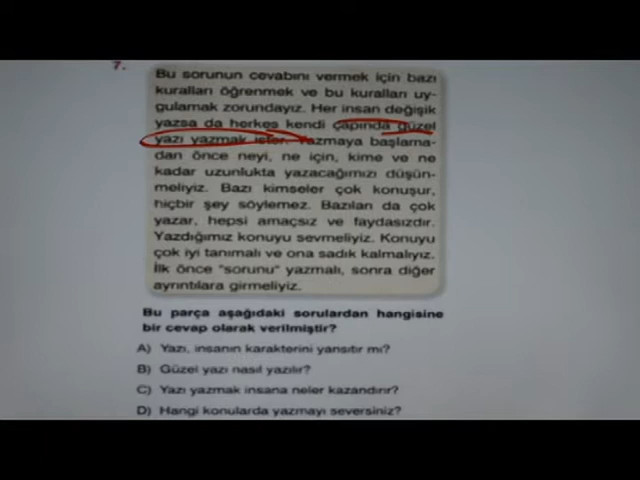 7.
Bu sorunun cevabını vermek için bazı
kuralları öğrenmek ve bu kuralları uy-
gulamak zorundayız. Her insan değişik
yazsa da herkes kendi çapında güzel
yazı yazmak ister. Yazmaya başlama-
dan önce neyi, ne için, kime ve ne
kadar uzunlukta yazacağımızı düşün-
meliyiz. Bazı kimseler çok konuşur,
hiçbir şey söylemez. Bazıları da çok
yazar, hepsi amaçsız ve faydasızdır.
Yazdığımız konuyu sevmeliyiz. Konuyu
çok iyi tanımalı ve ona sadık kalmalıyız.
İlk önce "sorunu" yazmalı, sonra diğer
ayrıntılara girmeliyiz.
Bu parça aşağıdaki sorulardan hangisine
bir cevap olarak verilmiştir?
A) Yazı, insanın karakterini yansıtır mı?
B) Güzel yazı nasıl yazılır?
C) Yazı yazmak insana neler kazandırır?
D) Hangi konularda yazmayı seversiniz?